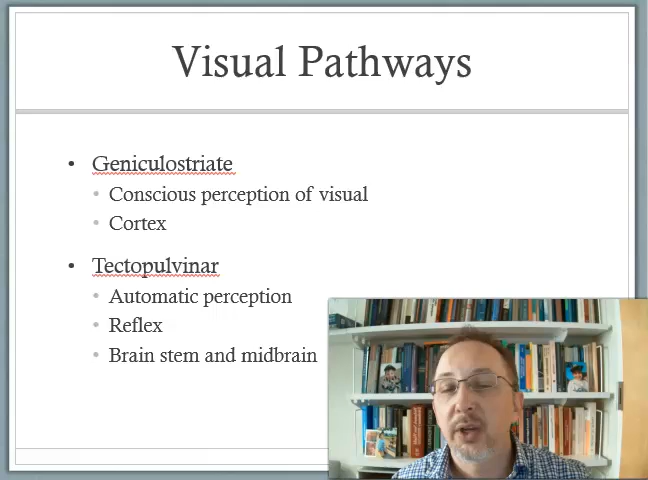 Visual Pathways
• Geniculostriate
• Conscious perception of visual
• Cortex
• Tectopulvinar
• Automatic perception
• Reflex
• Brain stem and midbrain